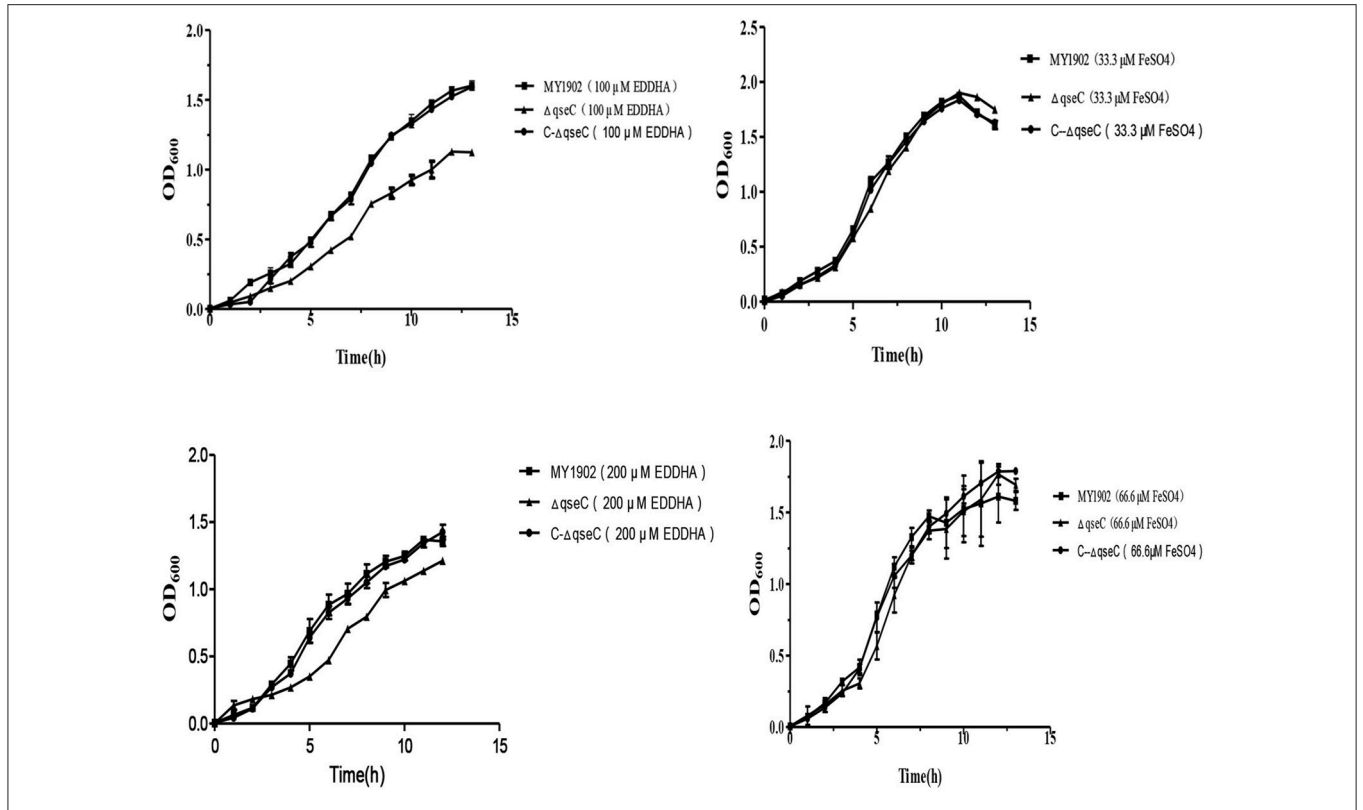 2.0
1.5
1.0
0.5
0.0
OD600
0 5 10 15
Time(h)
MY1902 ( 100 μ M EDDHA)
ΔqseC ( 100 μ M EDDHA)
C-ΔqseC ( 100 μM EDDHA )
2.5
2.0
1.5
1.0
0.5
0.0
OD600
0 5 10 15
Time(h)
MY1902 (33.3 μM FeSO4)
ΔqseC (33.3 μM FeSO4)
C--ΔqseC ( 33.3 μM FeSO4 )
2.0
1.5
1.0
0.5
0.0
OD600
0 5 10 15
Time(h)
MY1902 ( 200 μ M EDDHA )
ΔqseC ( 200 μ M EDDHA )
C-ΔqseC ( 200 μ M EDDHA )
2.0
1.5
1.0
0.5
0.0
OD600
0 5 10 15
Time(h)
MY1902 (66.6μM FeSO4)
ΔqseC (66.6μM FeSO4)
C--ΔqseC ( 66.6μM FeSO4 )